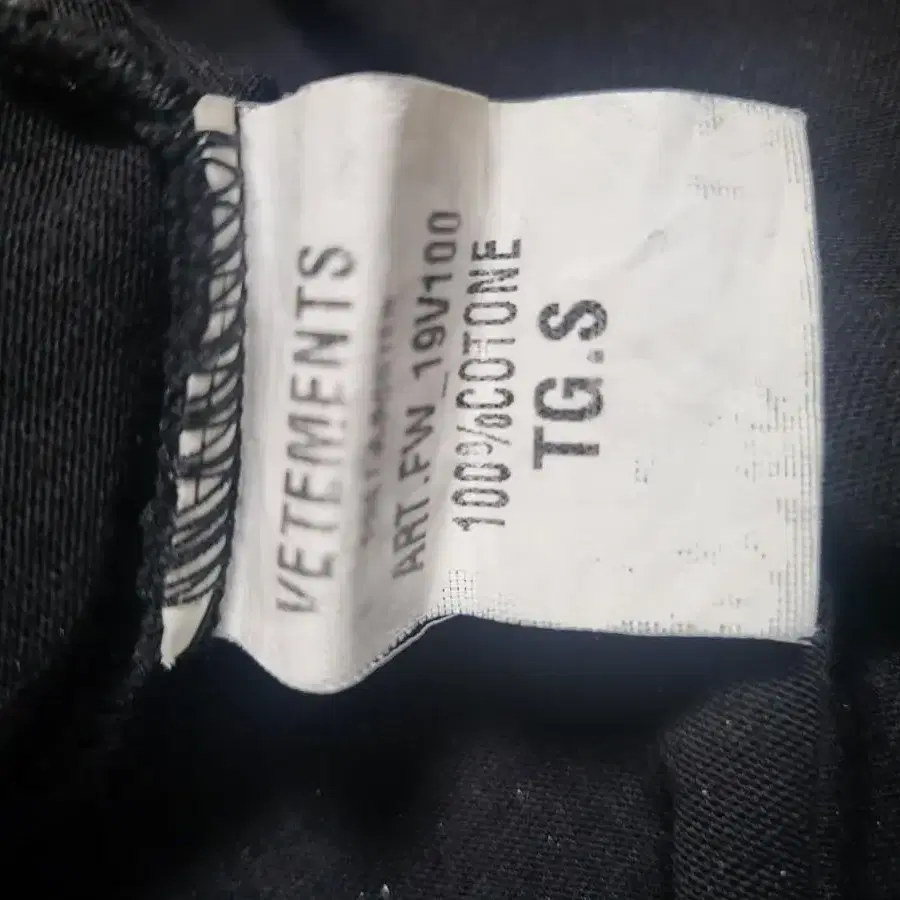 VETEMENTS
ART.FW_19V100
100%COTONE
TG.S